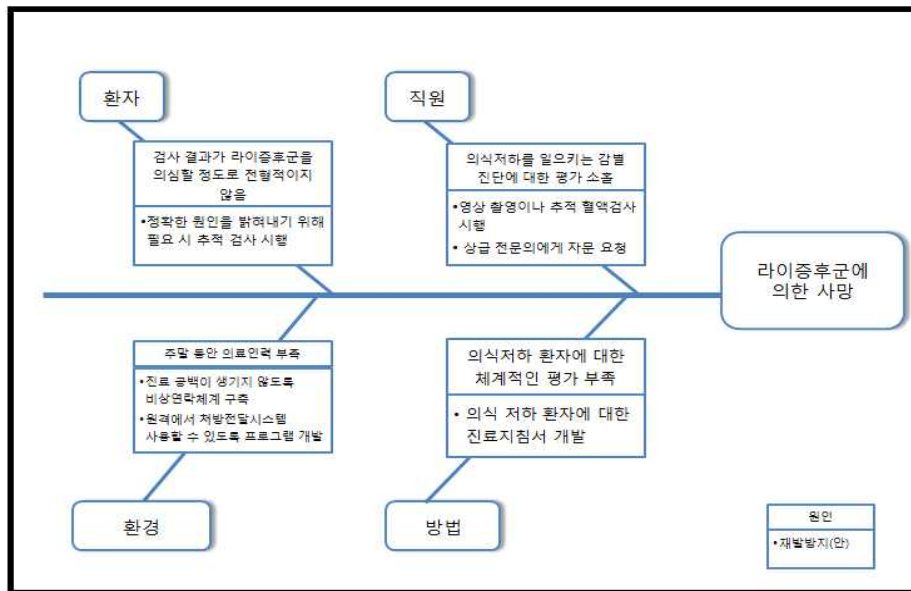 환자
검사 결과가 라이증후군을
의심할 정도로 전형적이지
않음
•정확한 원인을 밝혀내기 위해
필요 시 추적 검사 시행
직원
의식저하를 일으키는 감별
진단에 대한 평가 소홀
•영상 촬영이나 추적 혈액검사
시행
• 상급 전문의에게 자문 요청
라이증후군에
의한 사망
주말 동안 의료인력 부족
•진료 공백이 생기지 않도록
비상연락체계 구축
•원격에서 처방전달시스템
사용할 수 있도록 프로그램 개발
환경
의식저하 환자에 대한
체계적인 평가 부족
• 의식 저하 환자에 대한
진료지침서 개발
방법
원인
•재발방지(안)